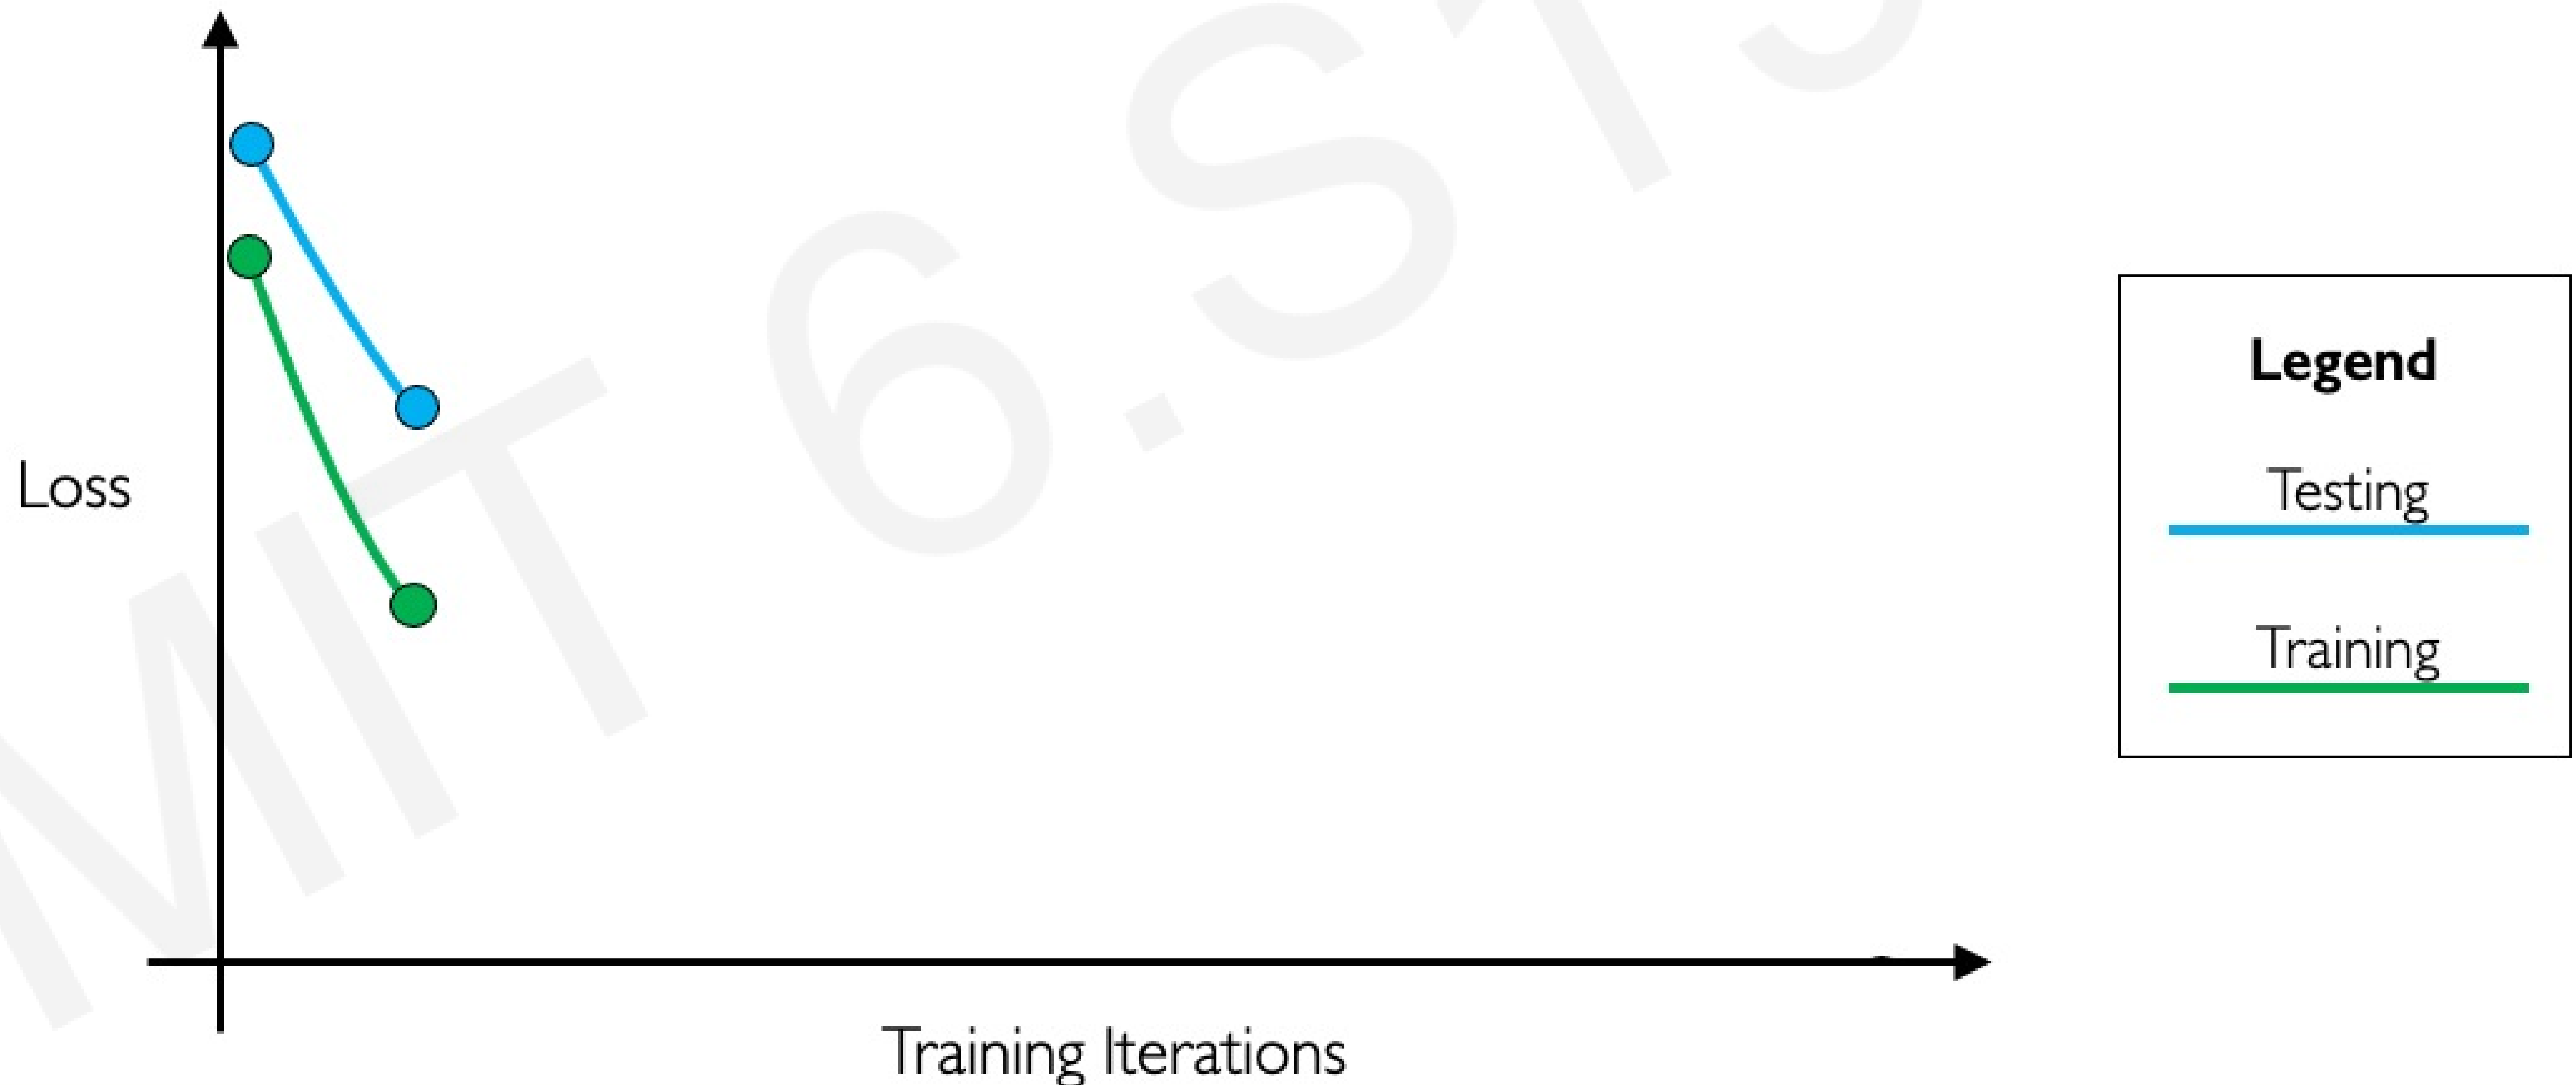 Loss
Training Iterations
Legend
Testing
Training
MIT 6.S19